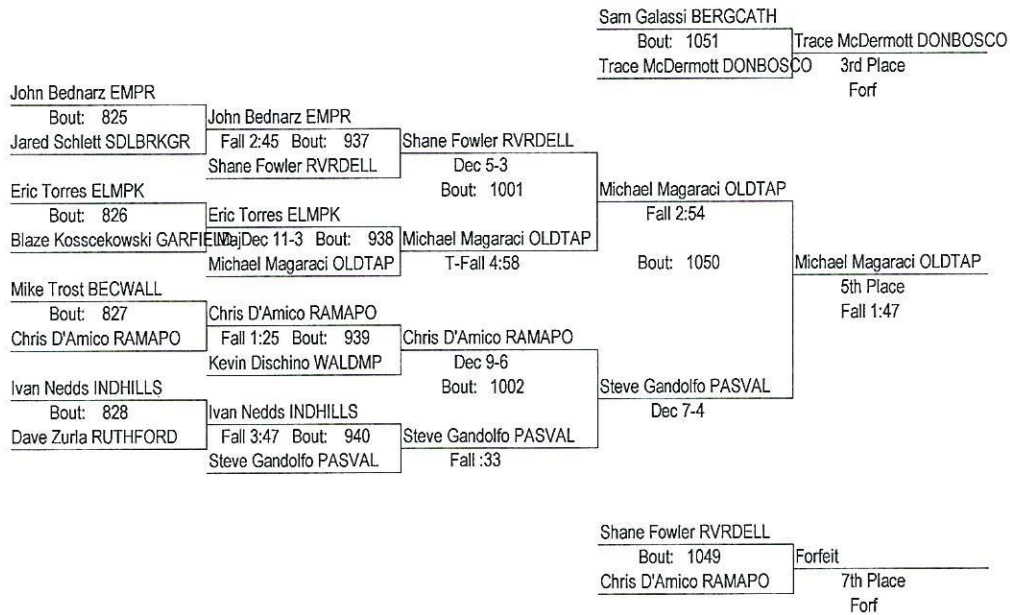 Sam Galassi BERGCATH
Bout: 1051
Trace McDermott DONBOSCO
Trace McDermott DONBOSCO
3rd Place
Forf
John Bednarz EMPR
Bout: 825
Jared Schlett SDLBRKGR
John Bednarz EMPR
Fall 2:45 Bout: 937
Shane Fowler RVRDELL
Shane Fowler RVRDELL
Dec 5-3
Bout: 1001
Eric Torres ELMPK
Bout: 826
Blaze Kosscekowski GARFIELD
Eric Torres ELMPK
MajDec 11-3 Bout: 938
Michael Magaraci OLDTAP
Michael Magaraci OLDTAP
T-Fall 4:58
Michael Magaraci OLDTAP
Fall 2:54
Bout: 1050
Michael Magaraci OLDTAP
5th Place
Fall 1:47
Mike Trost BECWALL
Bout: 827
Chris D'Amico RAMAPO
Chris D'Amico RAMAPO
Fall 1:25 Bout: 939
Kevin Dischino WALDMP
Chris D'Amico RAMAPO
Dec 9-6
Bout: 1002
Ivan Nedds INDHILLS
Bout: 828
Dave Zurla RUTHFORD
Ivan Nedds INDHILLS
Fall 3:47 Bout: 940
Steve Gandolfo PASVAL
Steve Gandolfo PASVAL
Fall :33
Steve Gandolfo PASVAL
Dec 7-4
Shane Fowler RVRDELL
Bout: 1049
Chris D'Amico RAMAPO
Forfeit
7th Place
Forf